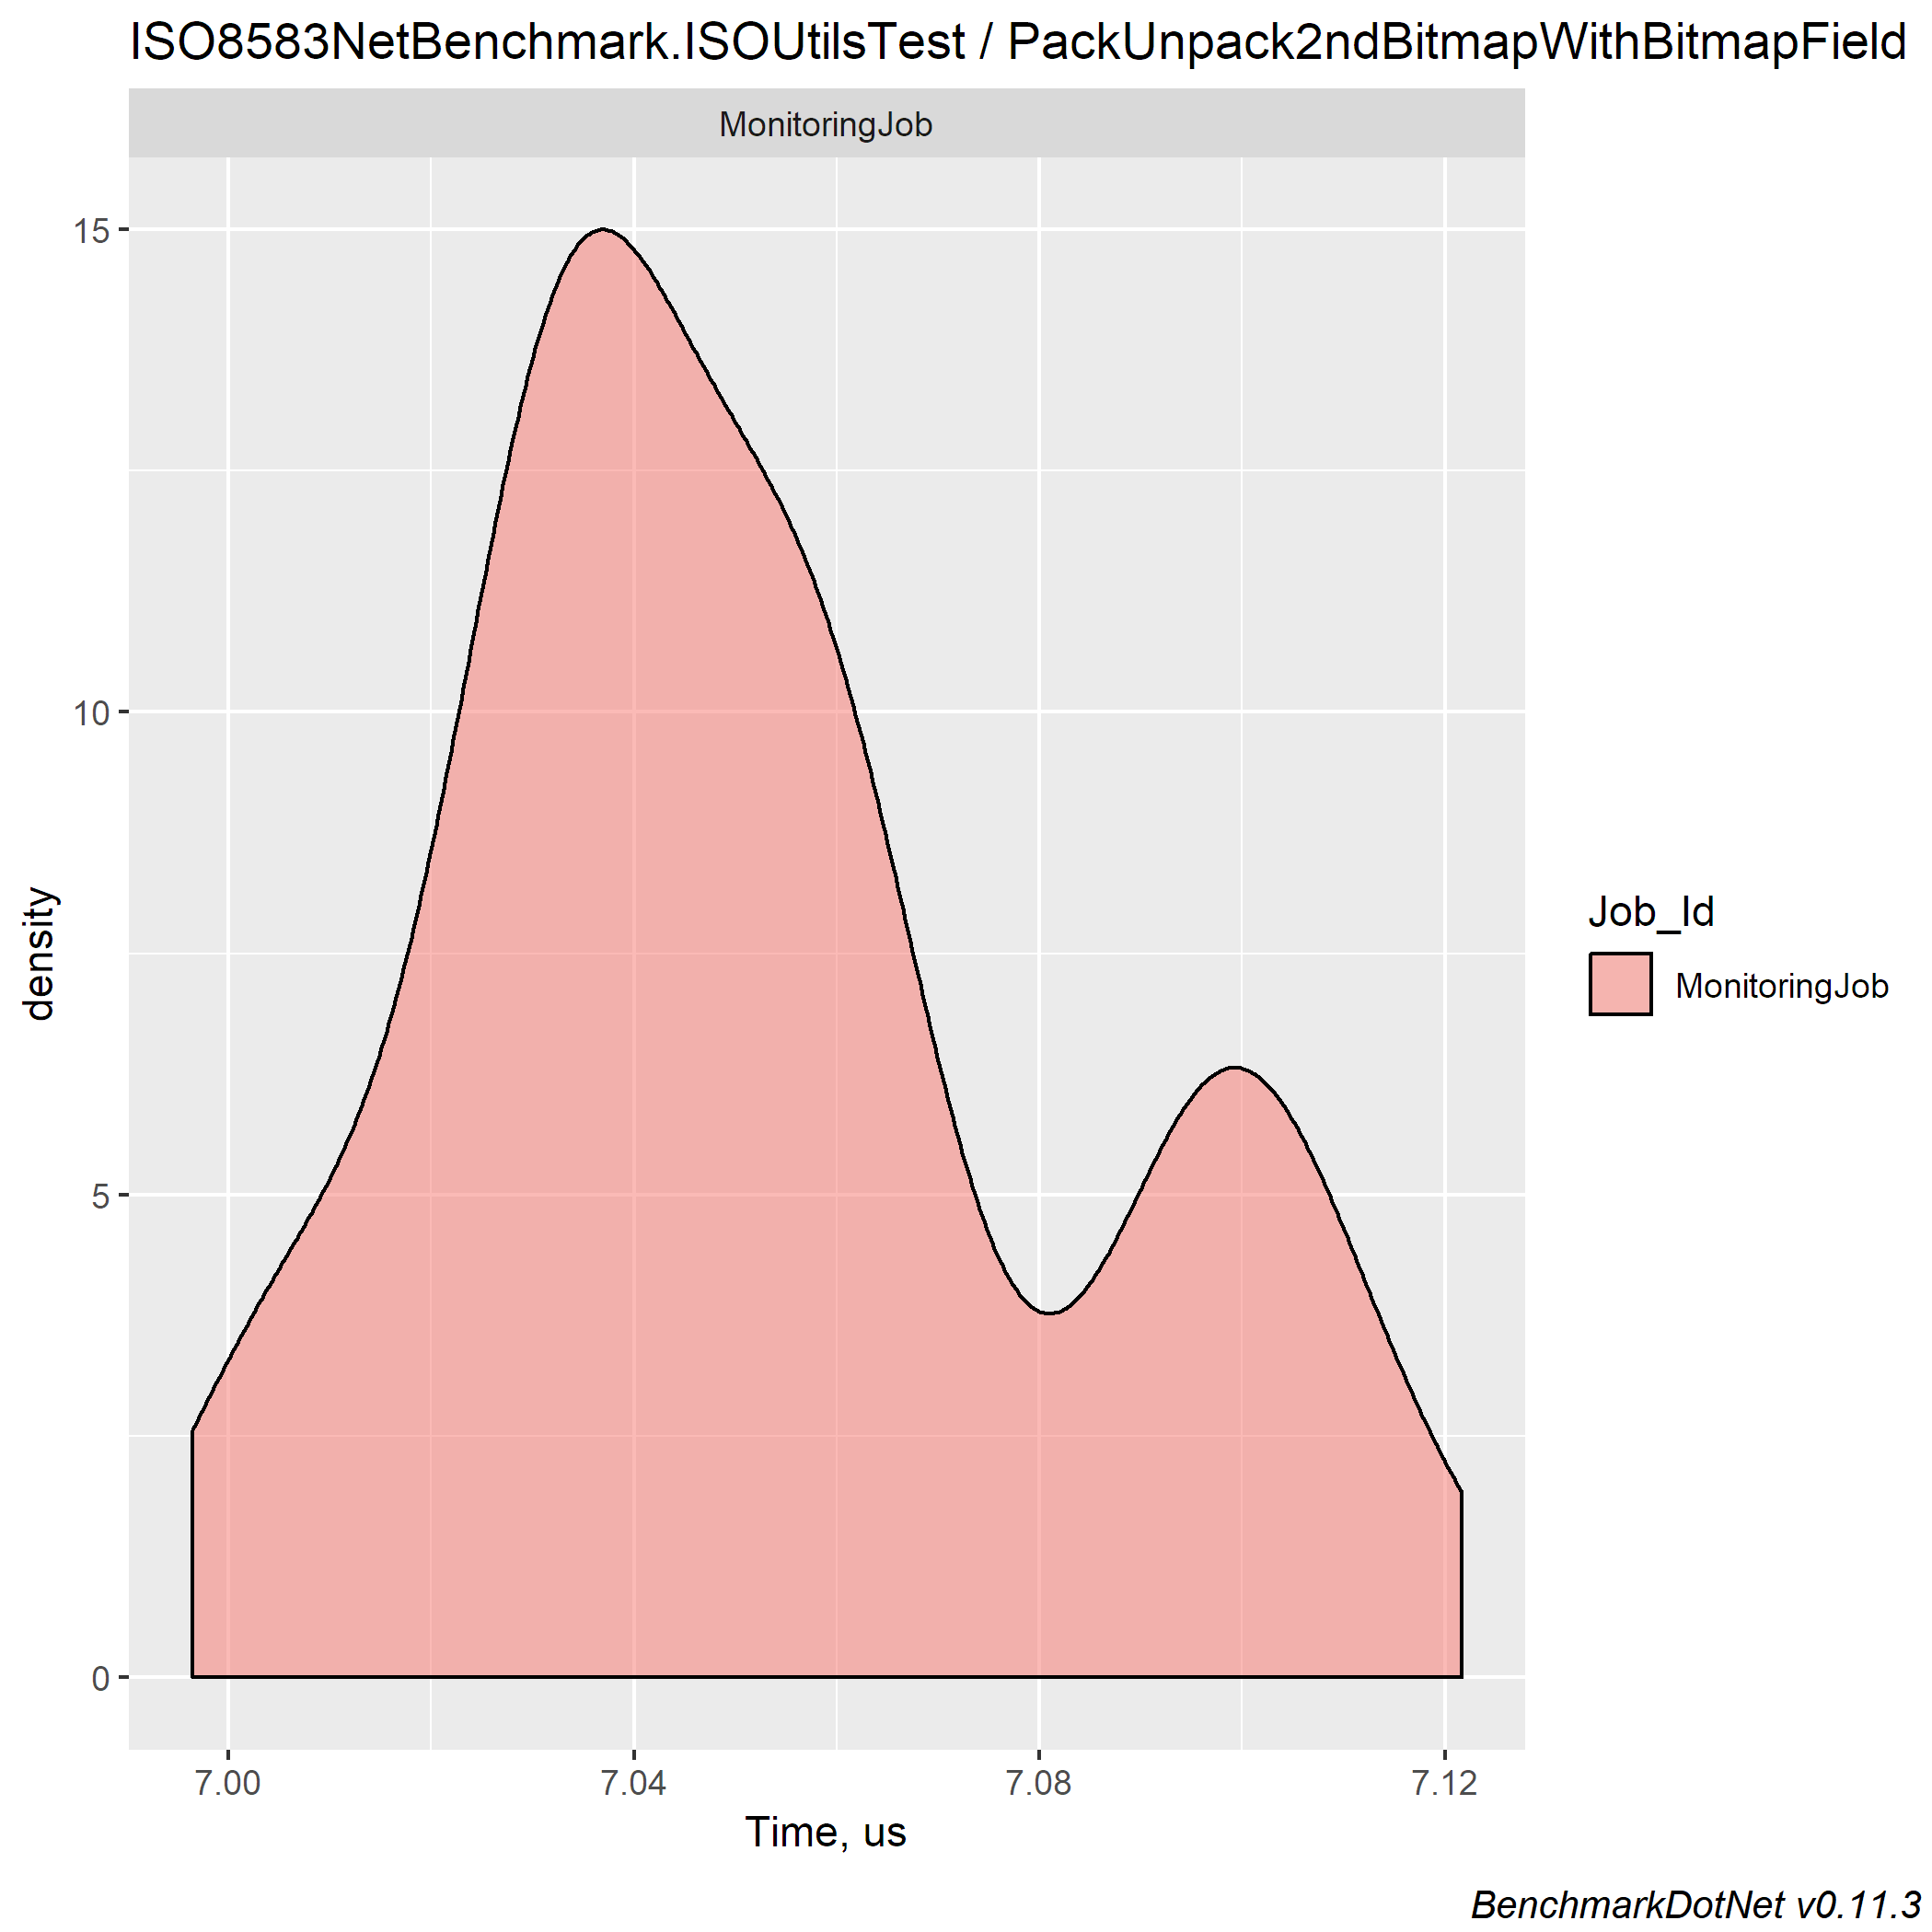 ISO8583NetBenchmark.ISOUtilsTest / PackUnpack2ndBitmapWithBitmapField
MonitoringJob
15
10
5
0
density
7.00
7.04
7.08
7.12
Time, us
Job_Id
MonitoringJob
BenchmarkDotNet v0.11.3